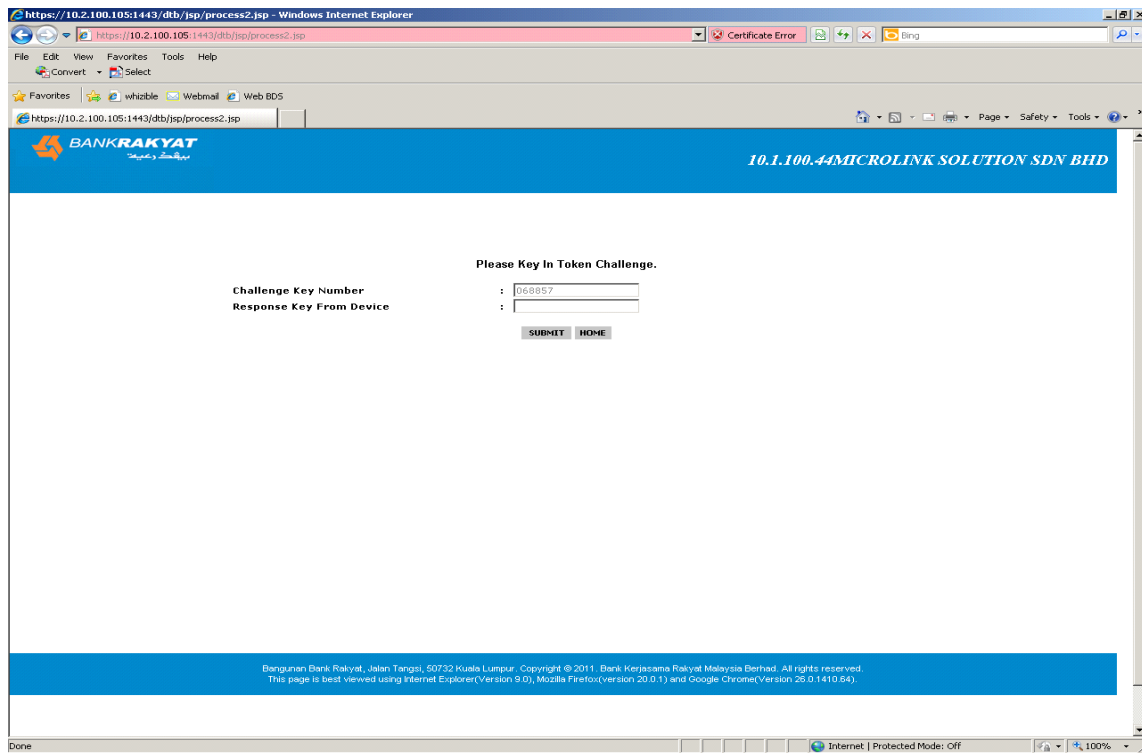 https://10.2.100.105:1443/dtb/jsp/process2.jsp - Windows Internet Explorer
https://10.2.100.105:1443/dtb/jsp/process2.jsp Certificate Error Bing
File Edit View Favorites Tools Help
Convert Select
Favorites whizible Webmail Web BDS
https://10.2.100.105:1443/dtb/jsp/process2.jsp Page Safety Tools
BANKRAKYAT
10.1.100.44MICROLINK SOLUTION SDN BHD
Please Key In Token Challenge.
Challenge Key Number : 068857
Response Key From Device :
SUBMIT HOME
Bangunan Bank Rakyat, Jalan Tangsi, 50732 Kuala Lumpur. Copyright © 2011. Bank Kerjasama Rakyat Malaysia Berhad. All rights reserved.
This page is best viewed using Internet Explorer(Version 9.0), Mozilla Firefox(version 20.0.1) and Google Chrome(Version 26.0.1410.64).
Done Internet | Protected Mode: Off 100%